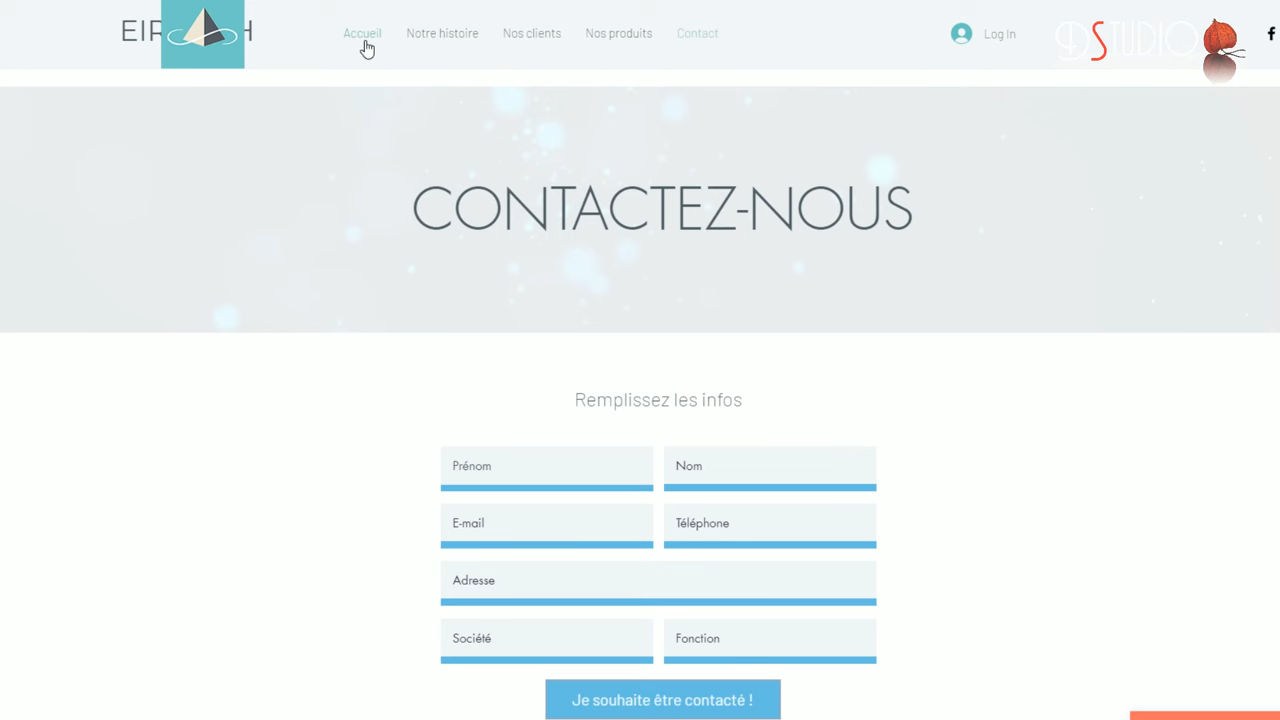 Accueil Notre histoire Nos clients Nos produits Contact
Log In
DSTUDIO
CONTACTEZ-NOUS
Remplissez les infos
Prénom Nom
E-mail Téléphone
Adresse
Société Fonction
Je souhaite être contacté !